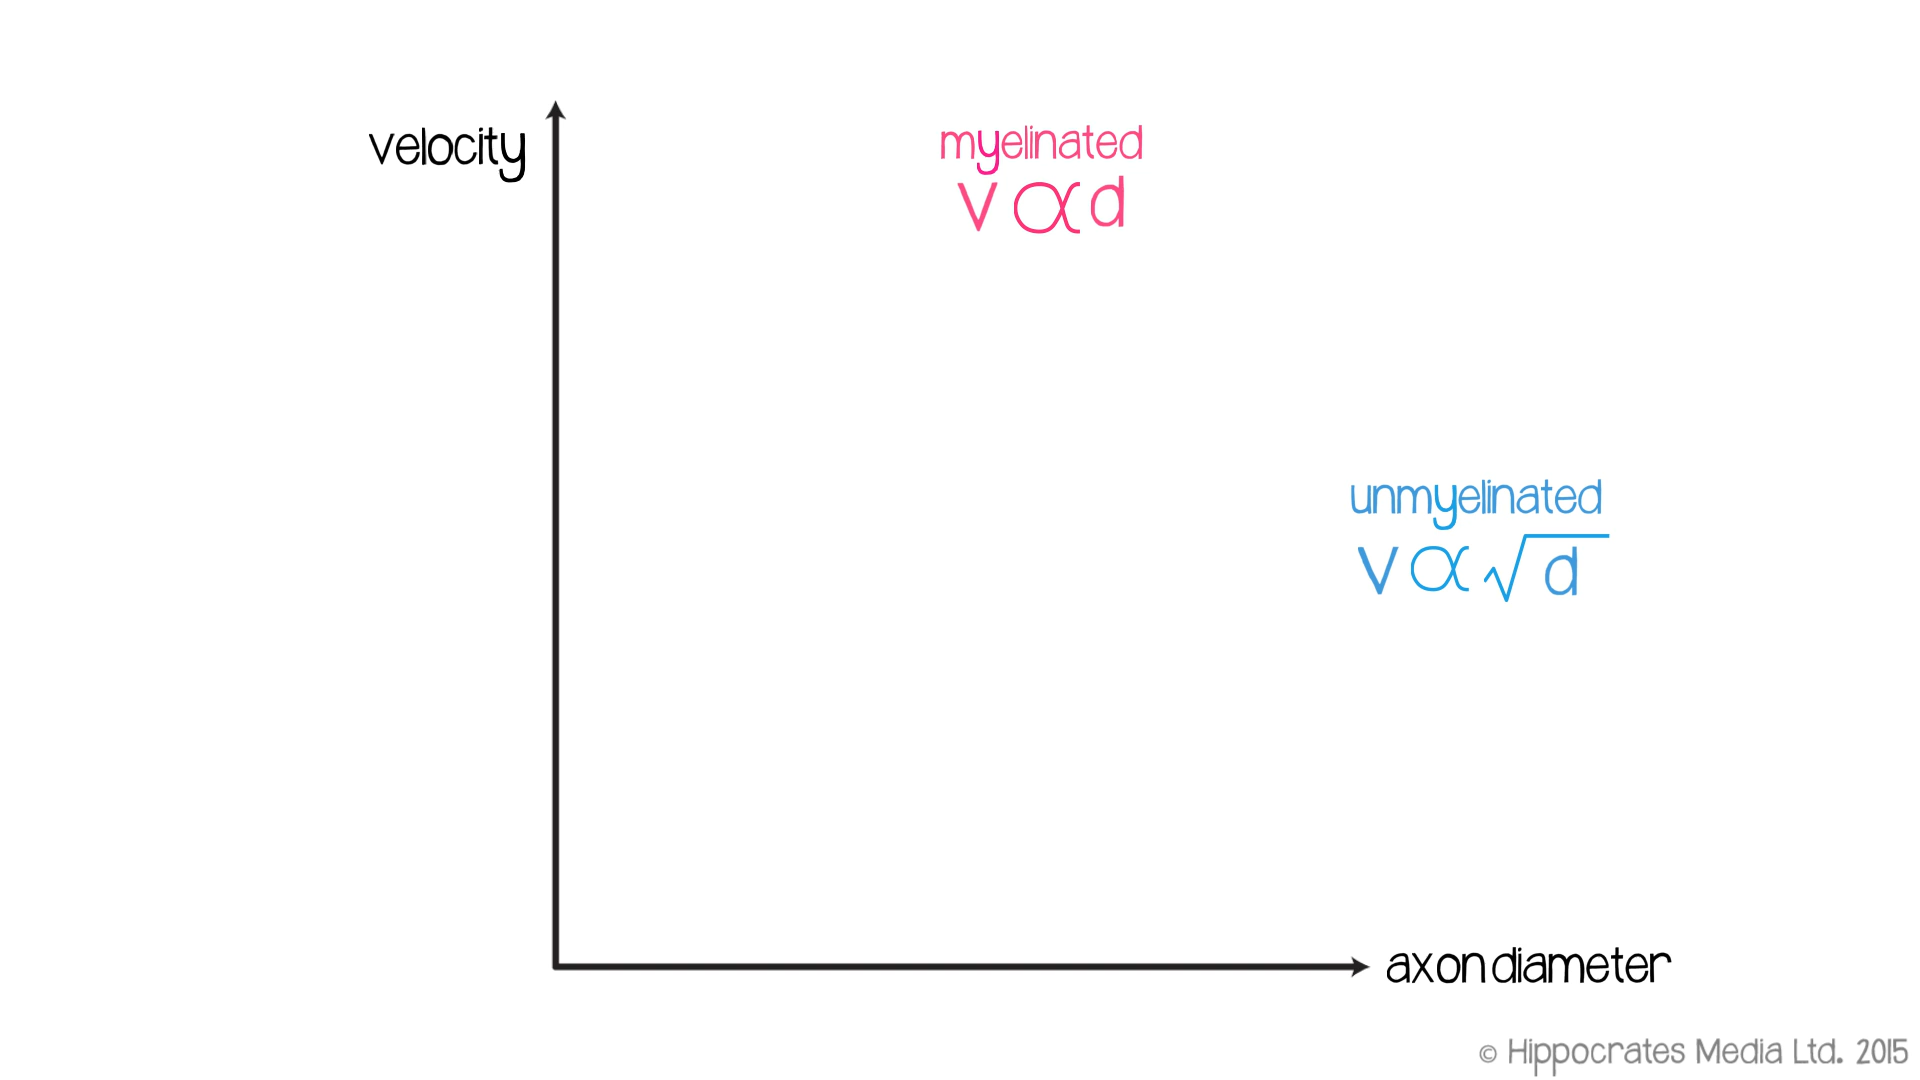 velocity
myelinated
v ∝ d
unmyelinated
v ∝ √d
axon diameter
© Hippocrates Media Ltd. 2015